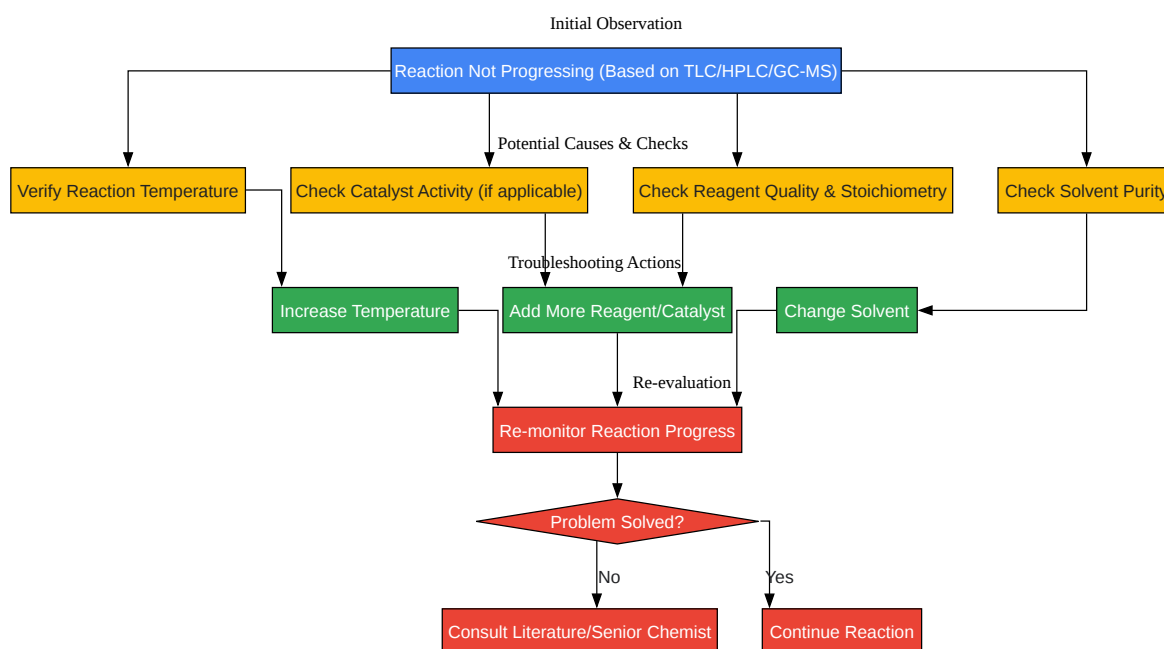 Initial Observation
Reaction Not Progressing (Based on TLC/HPLC/GC-MS)
Potential Causes & Checks
Verify Reaction Temperature
Check Catalyst Activity (if applicable)
Check Reagent Quality & Stoichiometry
Check Solvent Purity
Troubleshooting Actions
Increase Temperature
Add More Reagent/Catalyst
Change Solvent
Re-evaluation
Re-monitor Reaction Progress
Problem Solved?
No
Yes
Consult Literature/Senior Chemist
Continue Reaction